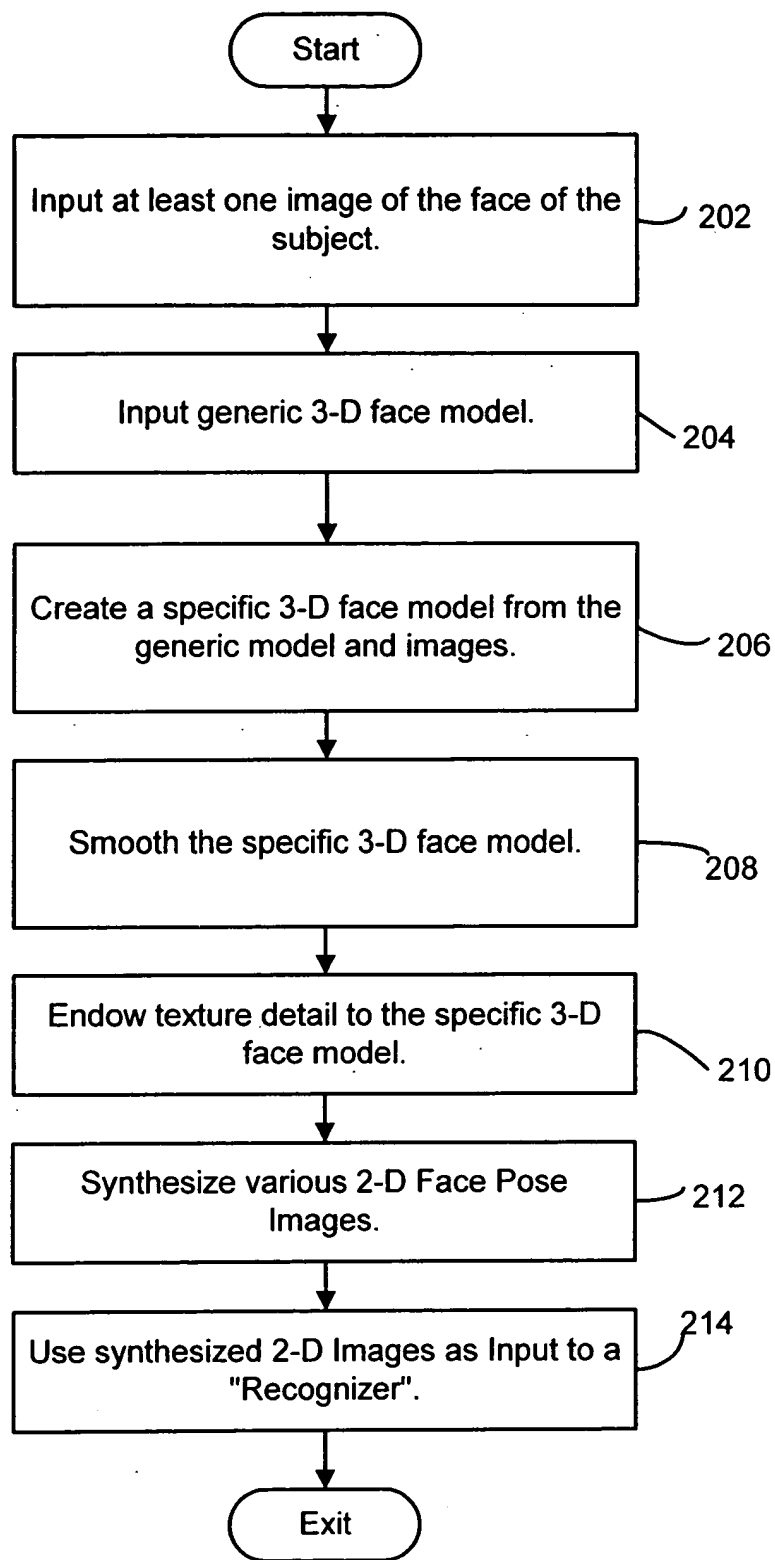 Start
Input at least one image of the face of the
subject.
202
Input generic 3-D face model.
204
Create a specific 3-D face model from the
generic model and images.
206
Smooth the specific 3-D face model.
208
Endow texture detail to the specific 3-D
face model.
210
Synthesize various 2-D Face Pose
Images.
212
Use synthesized 2-D Images as Input to a
"Recognizer".
214
Exit